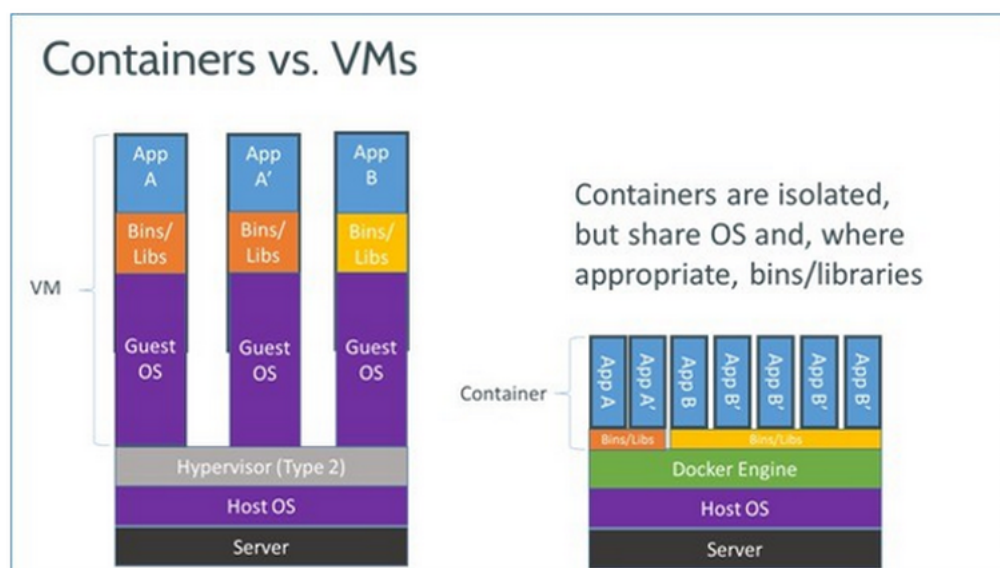 Containers vs. VMs
App
A
App
A′
App
B
Bins/
Libs
Bins/
Libs
Bins/
Libs
VM
Guest
OS
Guest
OS
Guest
OS
Hypervisor (Type 2)
Host OS
Server
Containers are isolated,
but share OS and, where
appropriate, bins/libraries
Container
App A
App A′
App B
App B′
App B′
App B′
App B′
Bins/Libs
Bins/Libs
Docker Engine
Host OS
Server